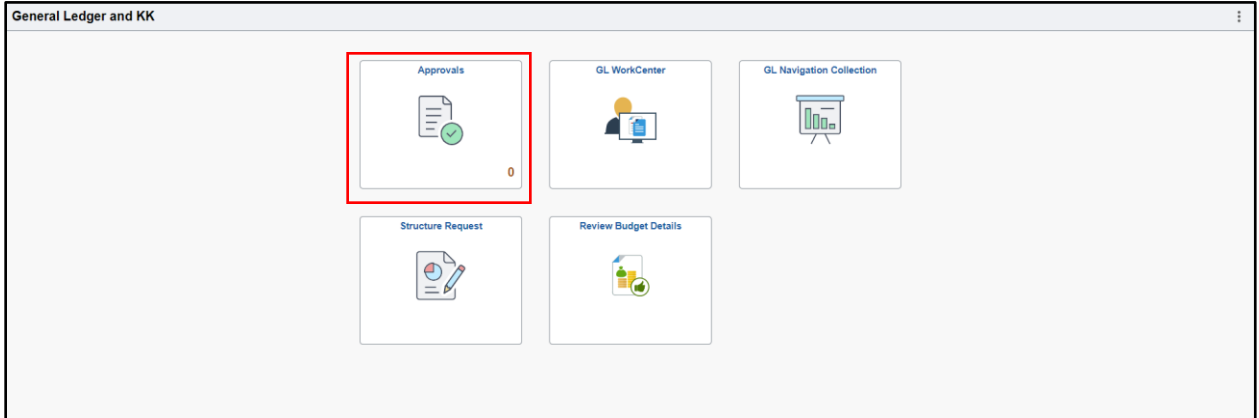 General Ledger and KK
Approvals
GL WorkCenter
GL Navigation Collection
0
Structure Request
Review Budget Details